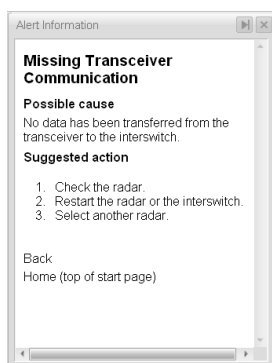 Alert Information
Missing Transceiver
Communication
Possible cause
No data has been transferred from the
transceiver to the interswitch.
Suggested action
1. Check the radar.
2. Restart the radar or the interswitch.
3. Select another radar.
Back
Home (top of start page)